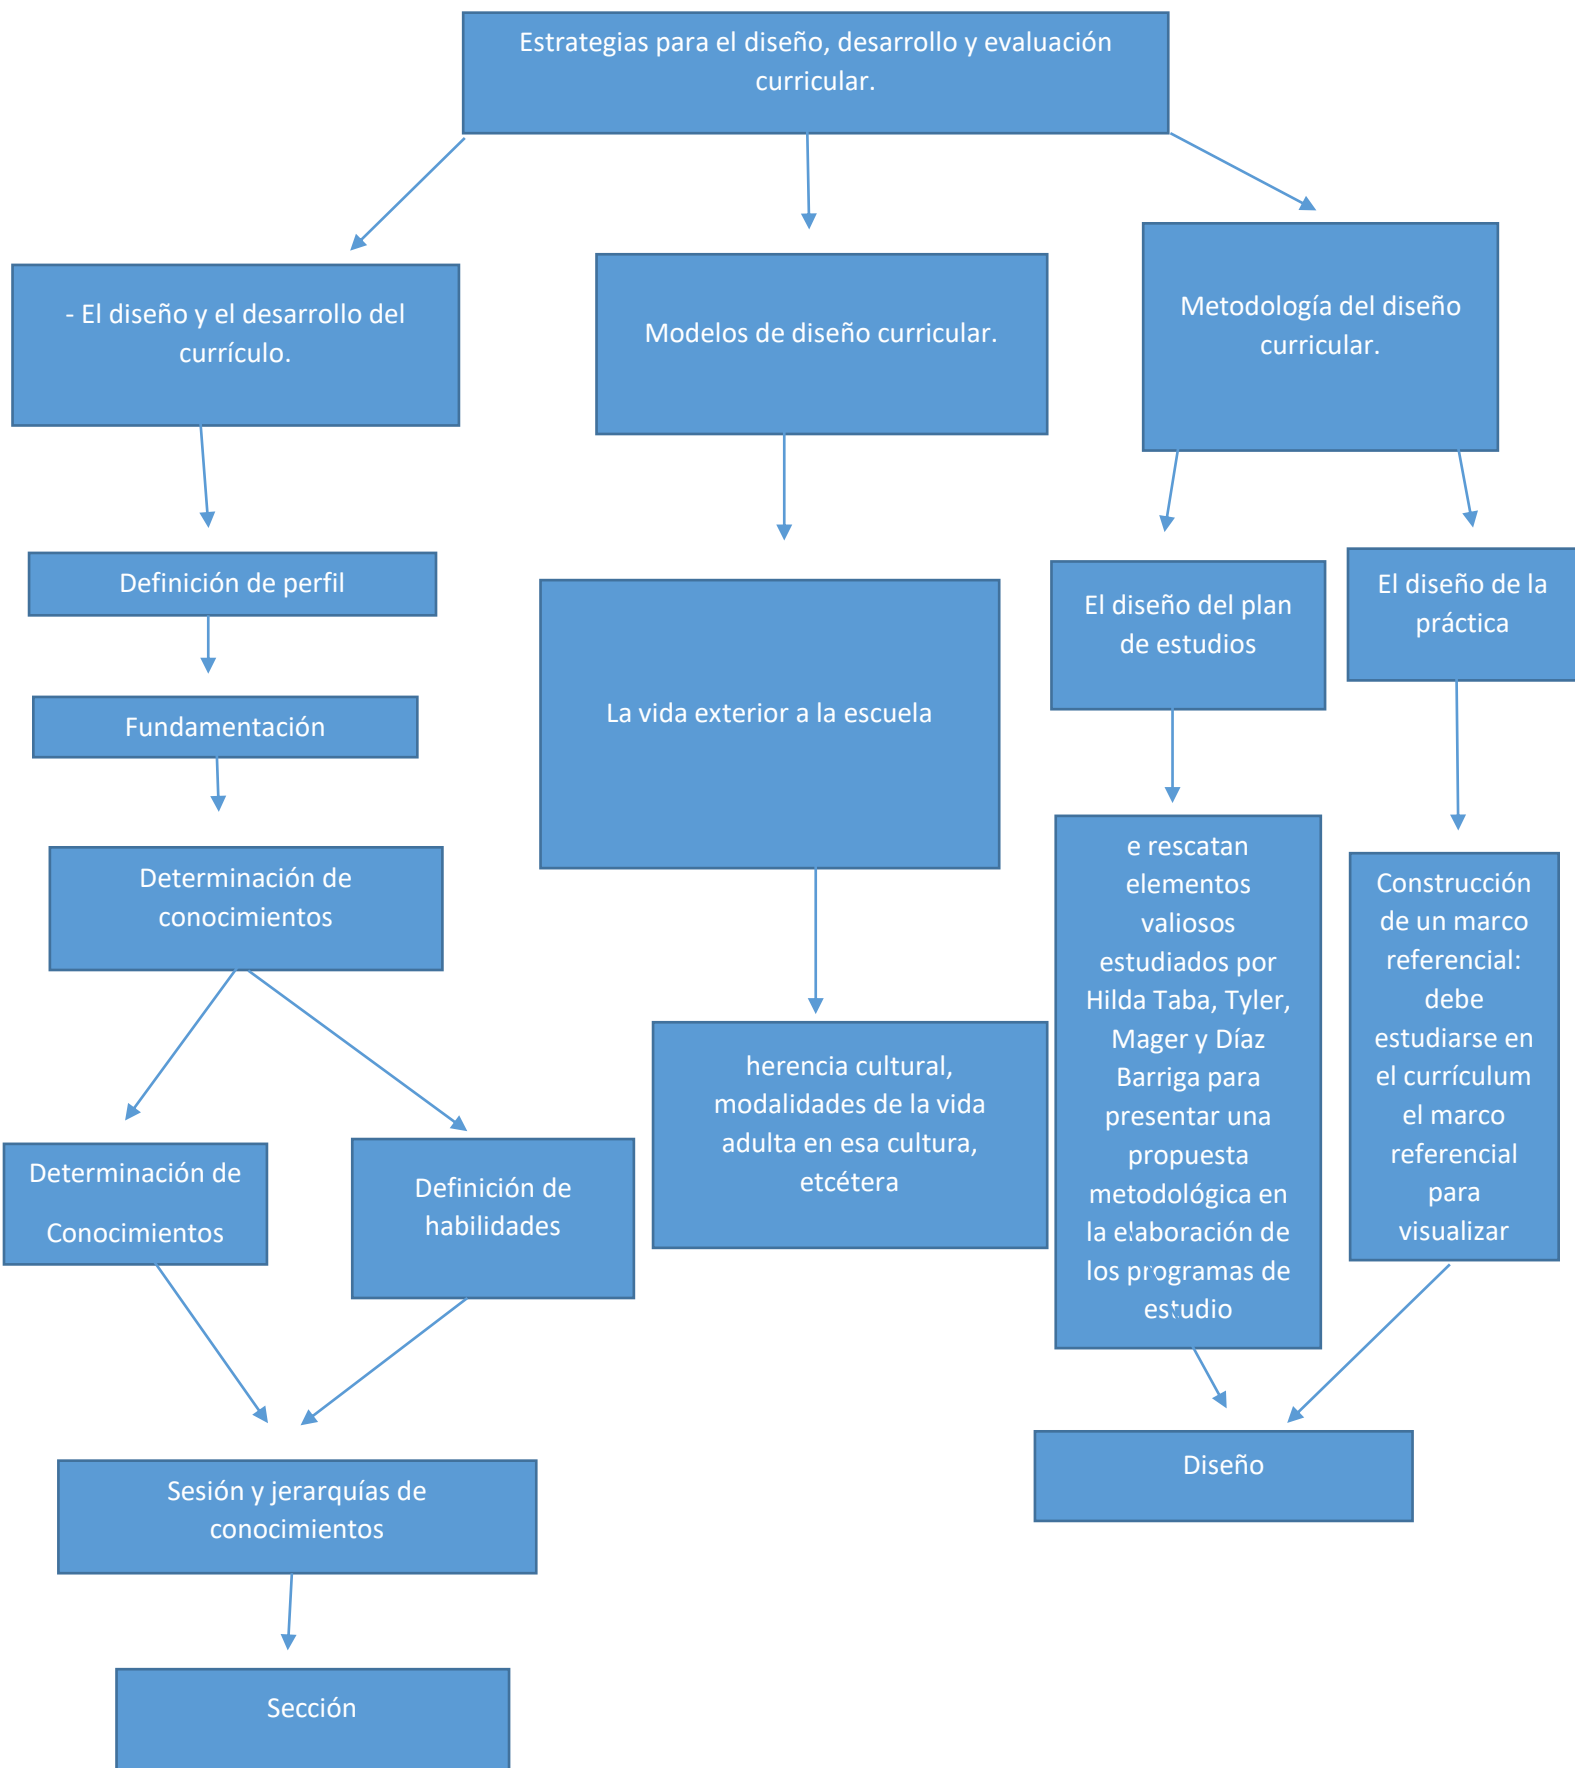 Estrategias para el diseño, desarrollo y evaluación
curricular.
- El diseño y el desarrollo del
currículo.
Modelos de diseño curricular.
Metodología del diseño
curricular.
Definición de perfil
El diseño del plan
de estudios
El diseño de la
práctica
La vida exterior a la escuela
Fundamentación
Determinación de
conocimientos
e rescatan
elementos
valiosos
estudiados por
Hilda Taba, Tyler,
Mager y Díaz
Barriga para
presentar una
propuesta
metodológica en
la elaboración de
los programas de
estudio
Construcción
de un marco
referencial:
debe
estudiarse en
el currículum
el marco
referencial
para
visualizar
herencia cultural,
modalidades de la vida
adulta en esa cultura,
etcétera
Determinación de
Conocimientos
Definición de
habilidades
Diseño
Sesión y jerarquías de
conocimientos
Sección